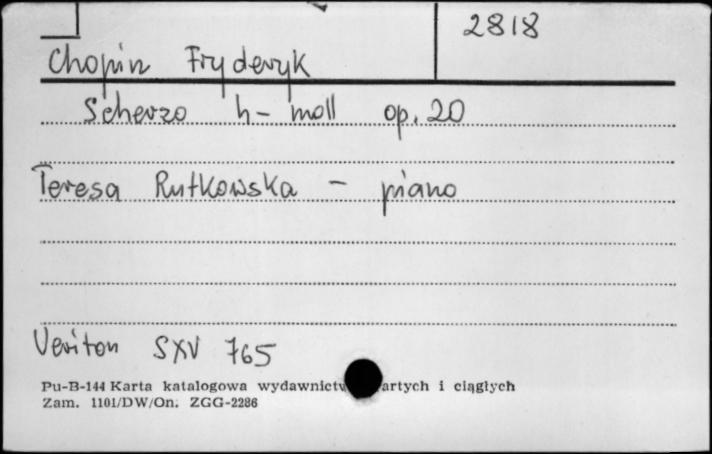 2818
Chopin Fryderyk
Scherzo h-moll op. 20
Teresa Rutkowska - piano
Veriton SXV 765
Pu-B-144 Karta katalogowa wydawnictw artych i ciągłych
Zam. 1101/DW/On. ZGG-2286